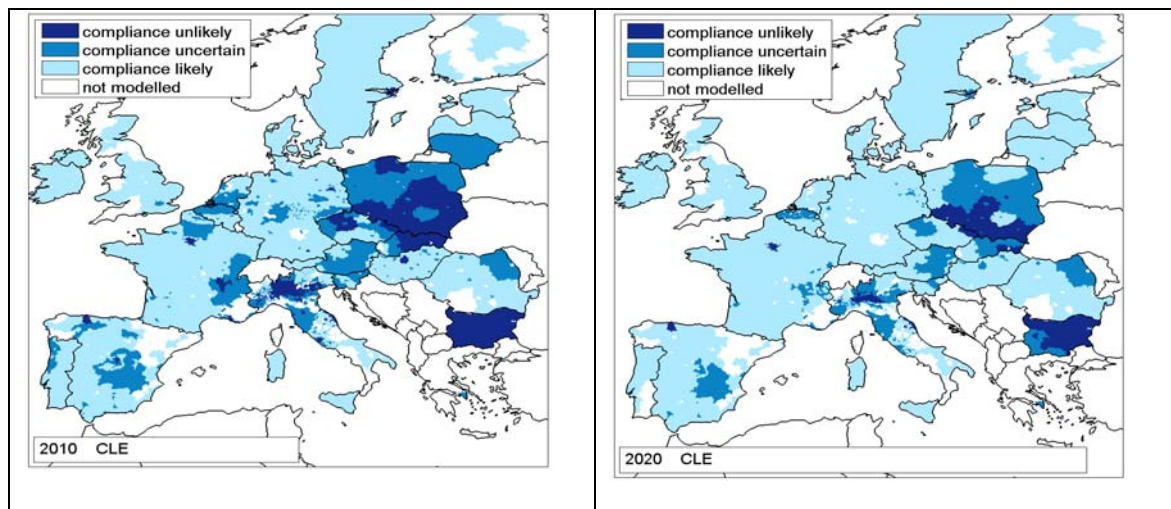 compliance unlikely
compliance uncertain
compliance likely
not modelled
2010 CLE
compliance unlikely
compliance uncertain
compliance likely
not modelled
2020 CLE